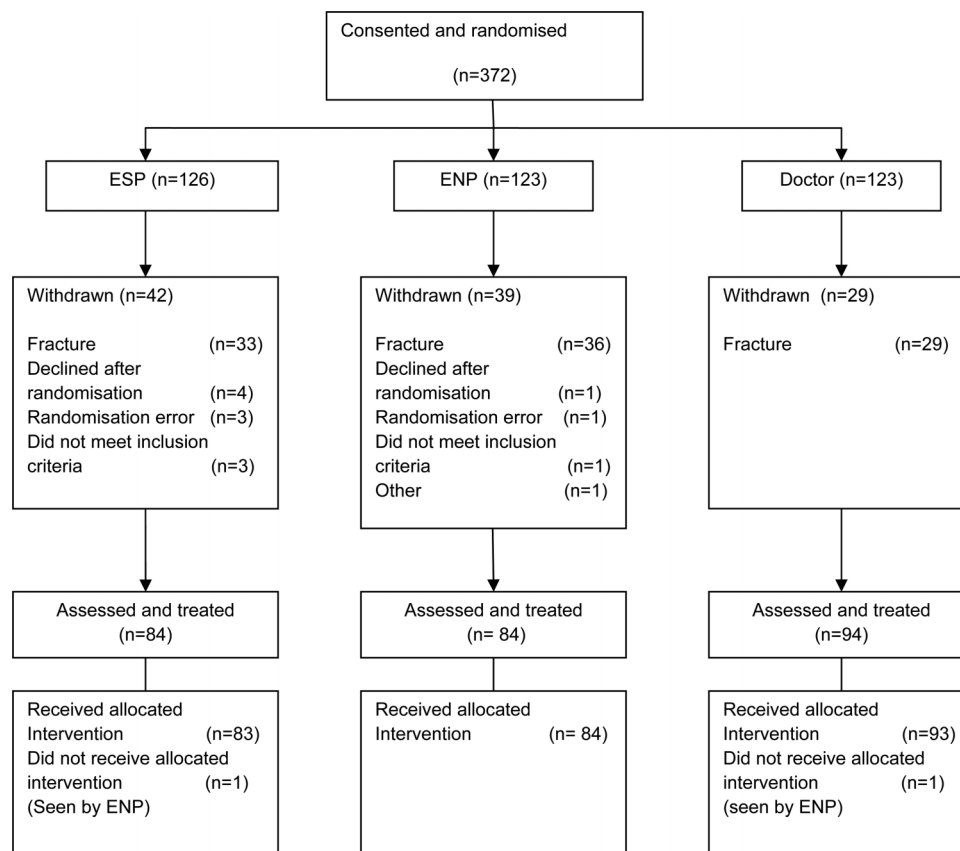 Consented and randomised
(n=372)
ESP (n=126)
ENP (n=123)
Doctor (n=123)
Withdrawn (n=42)
Fracture (n=33)
Declined after
randomisation (n=4)
Randomisation error (n=3)
Did not meet inclusion
criteria (n=3)
Withdrawn (n=39)
Fracture (n=36)
Declined after
randomisation (n=1)
Randomisation error (n=1)
Did not meet inclusion
criteria (n=1)
Other (n=1)
Withdrawn (n=29)
Fracture (n=29)
Assessed and treated
(n=84)
Assessed and treated
(n= 84)
Assessed and treated
(n=94)
Received allocated
Intervention (n=83)
Did not receive allocated
intervention (n=1)
(Seen by ENP)
Received allocated
Intervention (n= 84)
Received allocated
Intervention (n=93)
Did not receive allocated
intervention (n=1)
(seen by ENP)